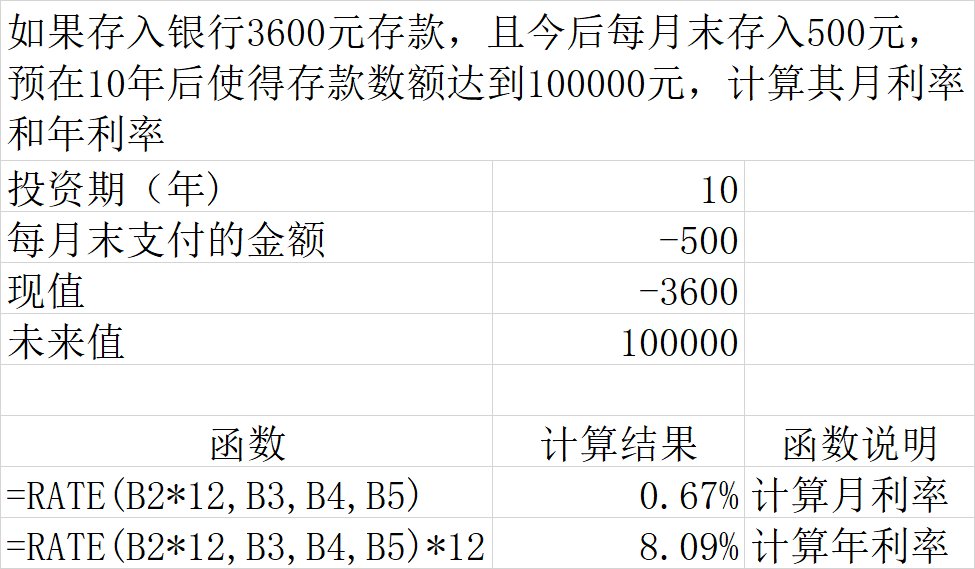 如果存入银行3600元存款，且今后每月末存入500元，
预在10年后使得存款数额达到100000元，计算其月利率
和年利率
投资期（年) 10
每月末支付的金额 -500
现值 -3600
未来值 100000
函数 计算结果 函数说明
=RATE(B2*12,B3,B4,B5) 0.67% 计算月利率
=RATE(B2*12,B3,B4,B5)*12 8.09% 计算年利率